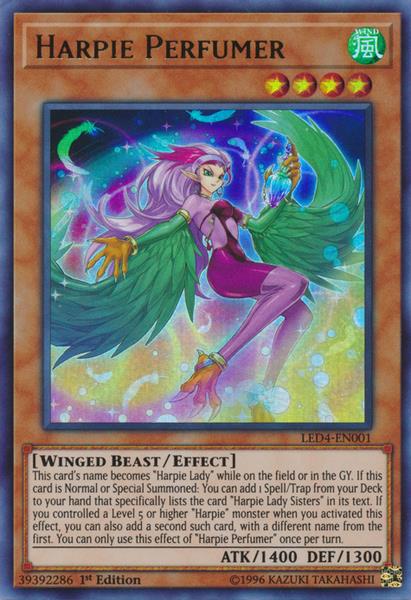 HARPIE PERFUMER
WIND
風
LED4-EN001
[WINGED BEAST/EFFECT]
This card's name becomes "Harpie Lady" while on the field or in the GY. If this
card is Normal or Special Summoned: You can add 1 Spell/Trap from your Deck
to your hand that specifically lists the card "Harpie Lady Sisters" in its text. If
you controlled a Level 5 or higher "Harpie" monster when you activated this
effect, you can also add a second such card, with a different name from the
first. You can only use this effect of "Harpie Perfumer" once per turn.
ATK/1400 DEF/1300
39392286 1st Edition ©1996 KAZUKI TAKAHASHI